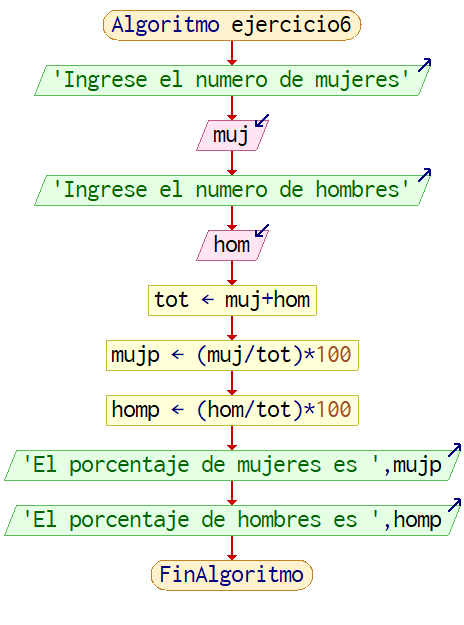 Algoritmo ejercicio6
'Ingrese el numero de mujeres'
muj
'Ingrese el numero de hombres'
hom
tot ← muj+hom
mujp ← (muj/tot)*100
homp ← (hom/tot)*100
'El porcentaje de mujeres es ',mujp
'El porcentaje de hombres es ',homp
FinAlgoritmo